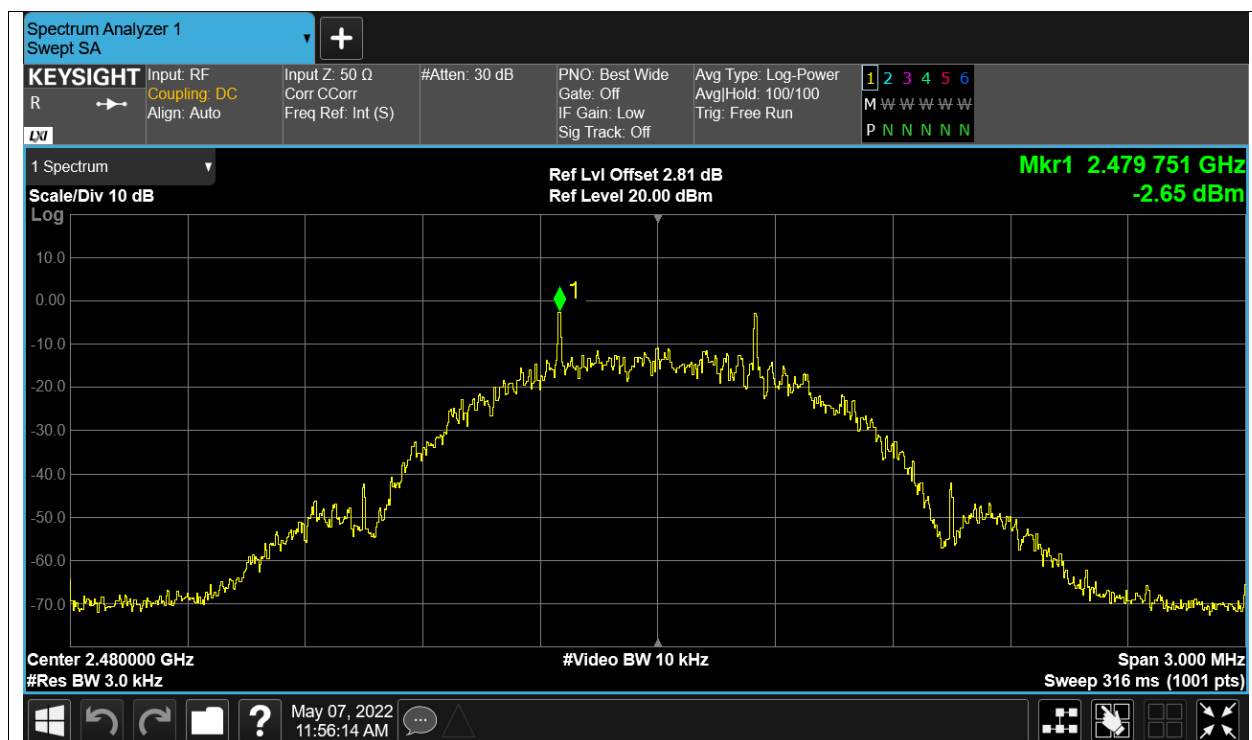 Spectrum Analyzer 1
Swept SA
KEYSIGHT
R
LXI
Input: RF
Coupling: DC
Align: Auto
Input Z: 50 Ω
Corr CCorr
Freq Ref: Int (S)
#Atten: 30 dB
PNO: Best Wide
Gate: Off
IF Gain: Low
Sig Track: Off
Avg Type: Log-Power
Avg|Hold: 100/100
Trig: Free Run
1 2 3 4 5 6
M W W W W W
P N N N N N
1 Spectrum
Scale/Div 10 dB
Ref Lvl Offset 2.81 dB
Ref Level 20.00 dBm
Mkr1 2.479 751 GHz
-2.65 dBm
Log
10.0
0.00
-10.0
-20.0
-30.0
-40.0
-50.0
-60.0
-70.0
1
Center 2.480000 GHz
#Res BW 3.0 kHz
#Video BW 10 kHz
Span 3.000 MHz
Sweep 316 ms (1001 pts)
?
May 07, 2022
11:56:14 AM